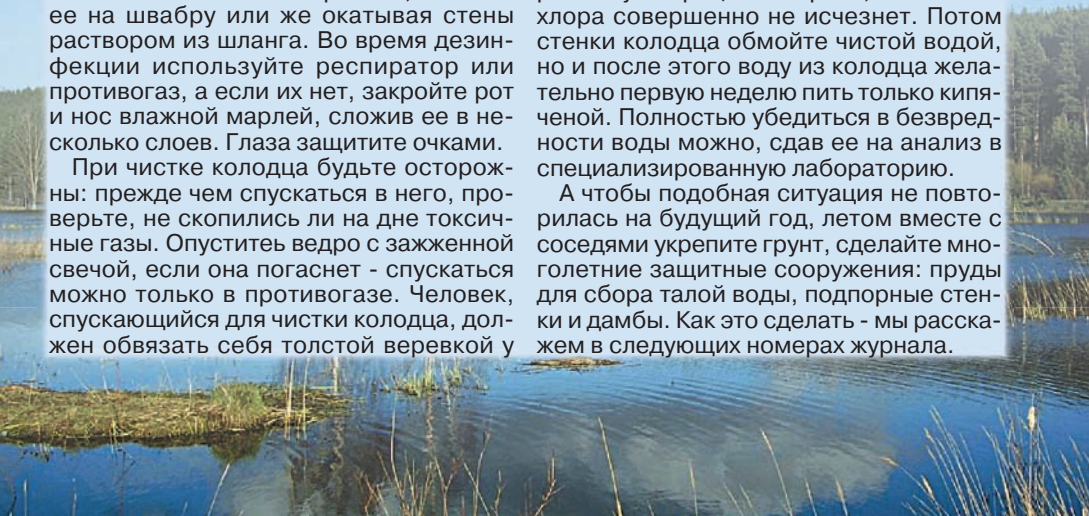 ее на швабру или же окатывая стены
раствором из шланга. Во время дезин-
фекции используйте респиратор или
противогаз, а если их нет, закройте рот
и нос влажной марлей, сложив ее в не-
сколько слоев. Глаза защитите очками.
При чистке колодца будьте осторож-
ны: прежде чем спускаться в него, про-
верьте, не скопились ли на дне токсич-
ные газы. Опуститеь ведро с зажженной
свечой, если она погаснет - спускаться
можно только в противогазе. Человек,
спускающийся для чистки колодца, дол-
жен обвязать себя толстой веревкой у
хлора совершенно не исчезнет. Потом
стенки колодца обмойте чистой водой,
но и после этого воду из колодца жела-
тельно первую неделю пить только кипя-
ченой. Полностью убедиться в безвред-
ности воды можно, сдав ее на анализ в
специализированную лабораторию.
А чтобы подобная ситуация не повто-
рилась на будущий год, летом вместе с
соседями укрепите грунт, сделайте мно-
голетние защитные сооружения: пруды
для сбора талой воды, подпорные стен-
ки и дамбы. Как это сделать - мы расска-
жем в следующих номерах журнала.